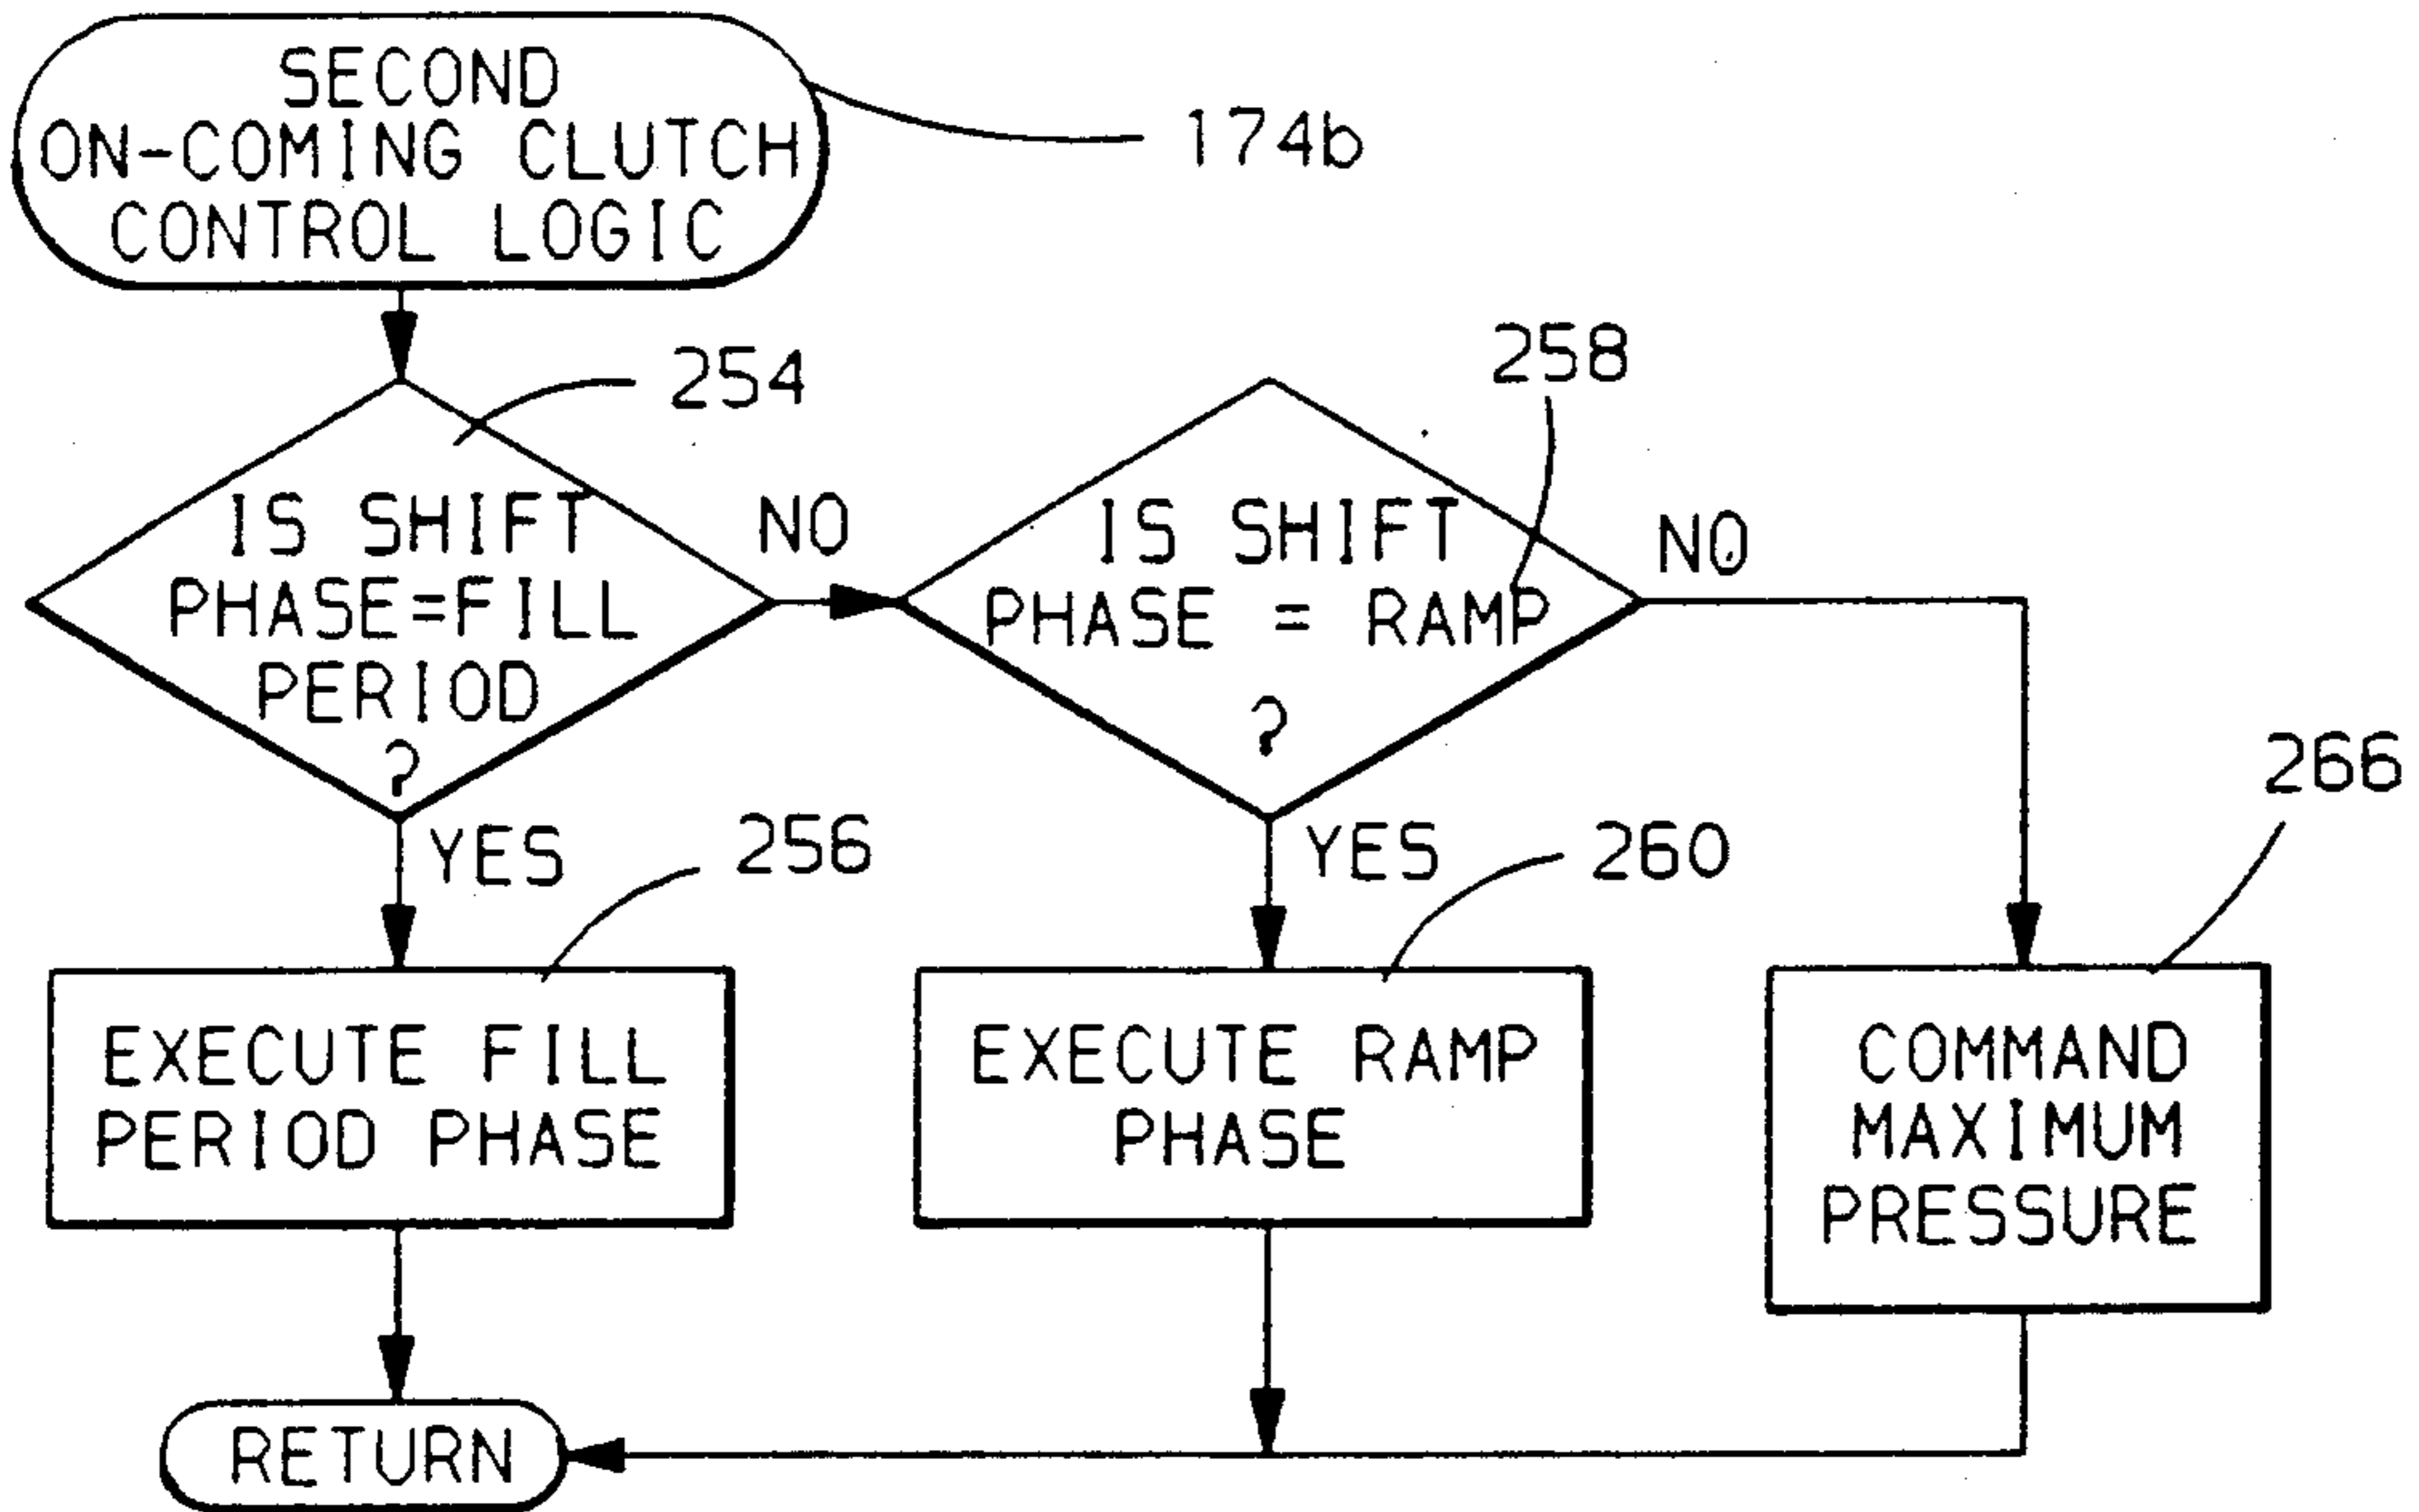 SECOND
ON-COMING CLUTCH
CONTROL LOGIC
174b
254
IS SHIFT
PHASE=FILL
PERIOD
?
NO
258
IS SHIFT
PHASE = RAMP
?
NO
YES
256
YES
260
266
EXECUTE FILL
PERIOD PHASE
EXECUTE RAMP
PHASE
COMMAND
MAXIMUM
PRESSURE
RETURN